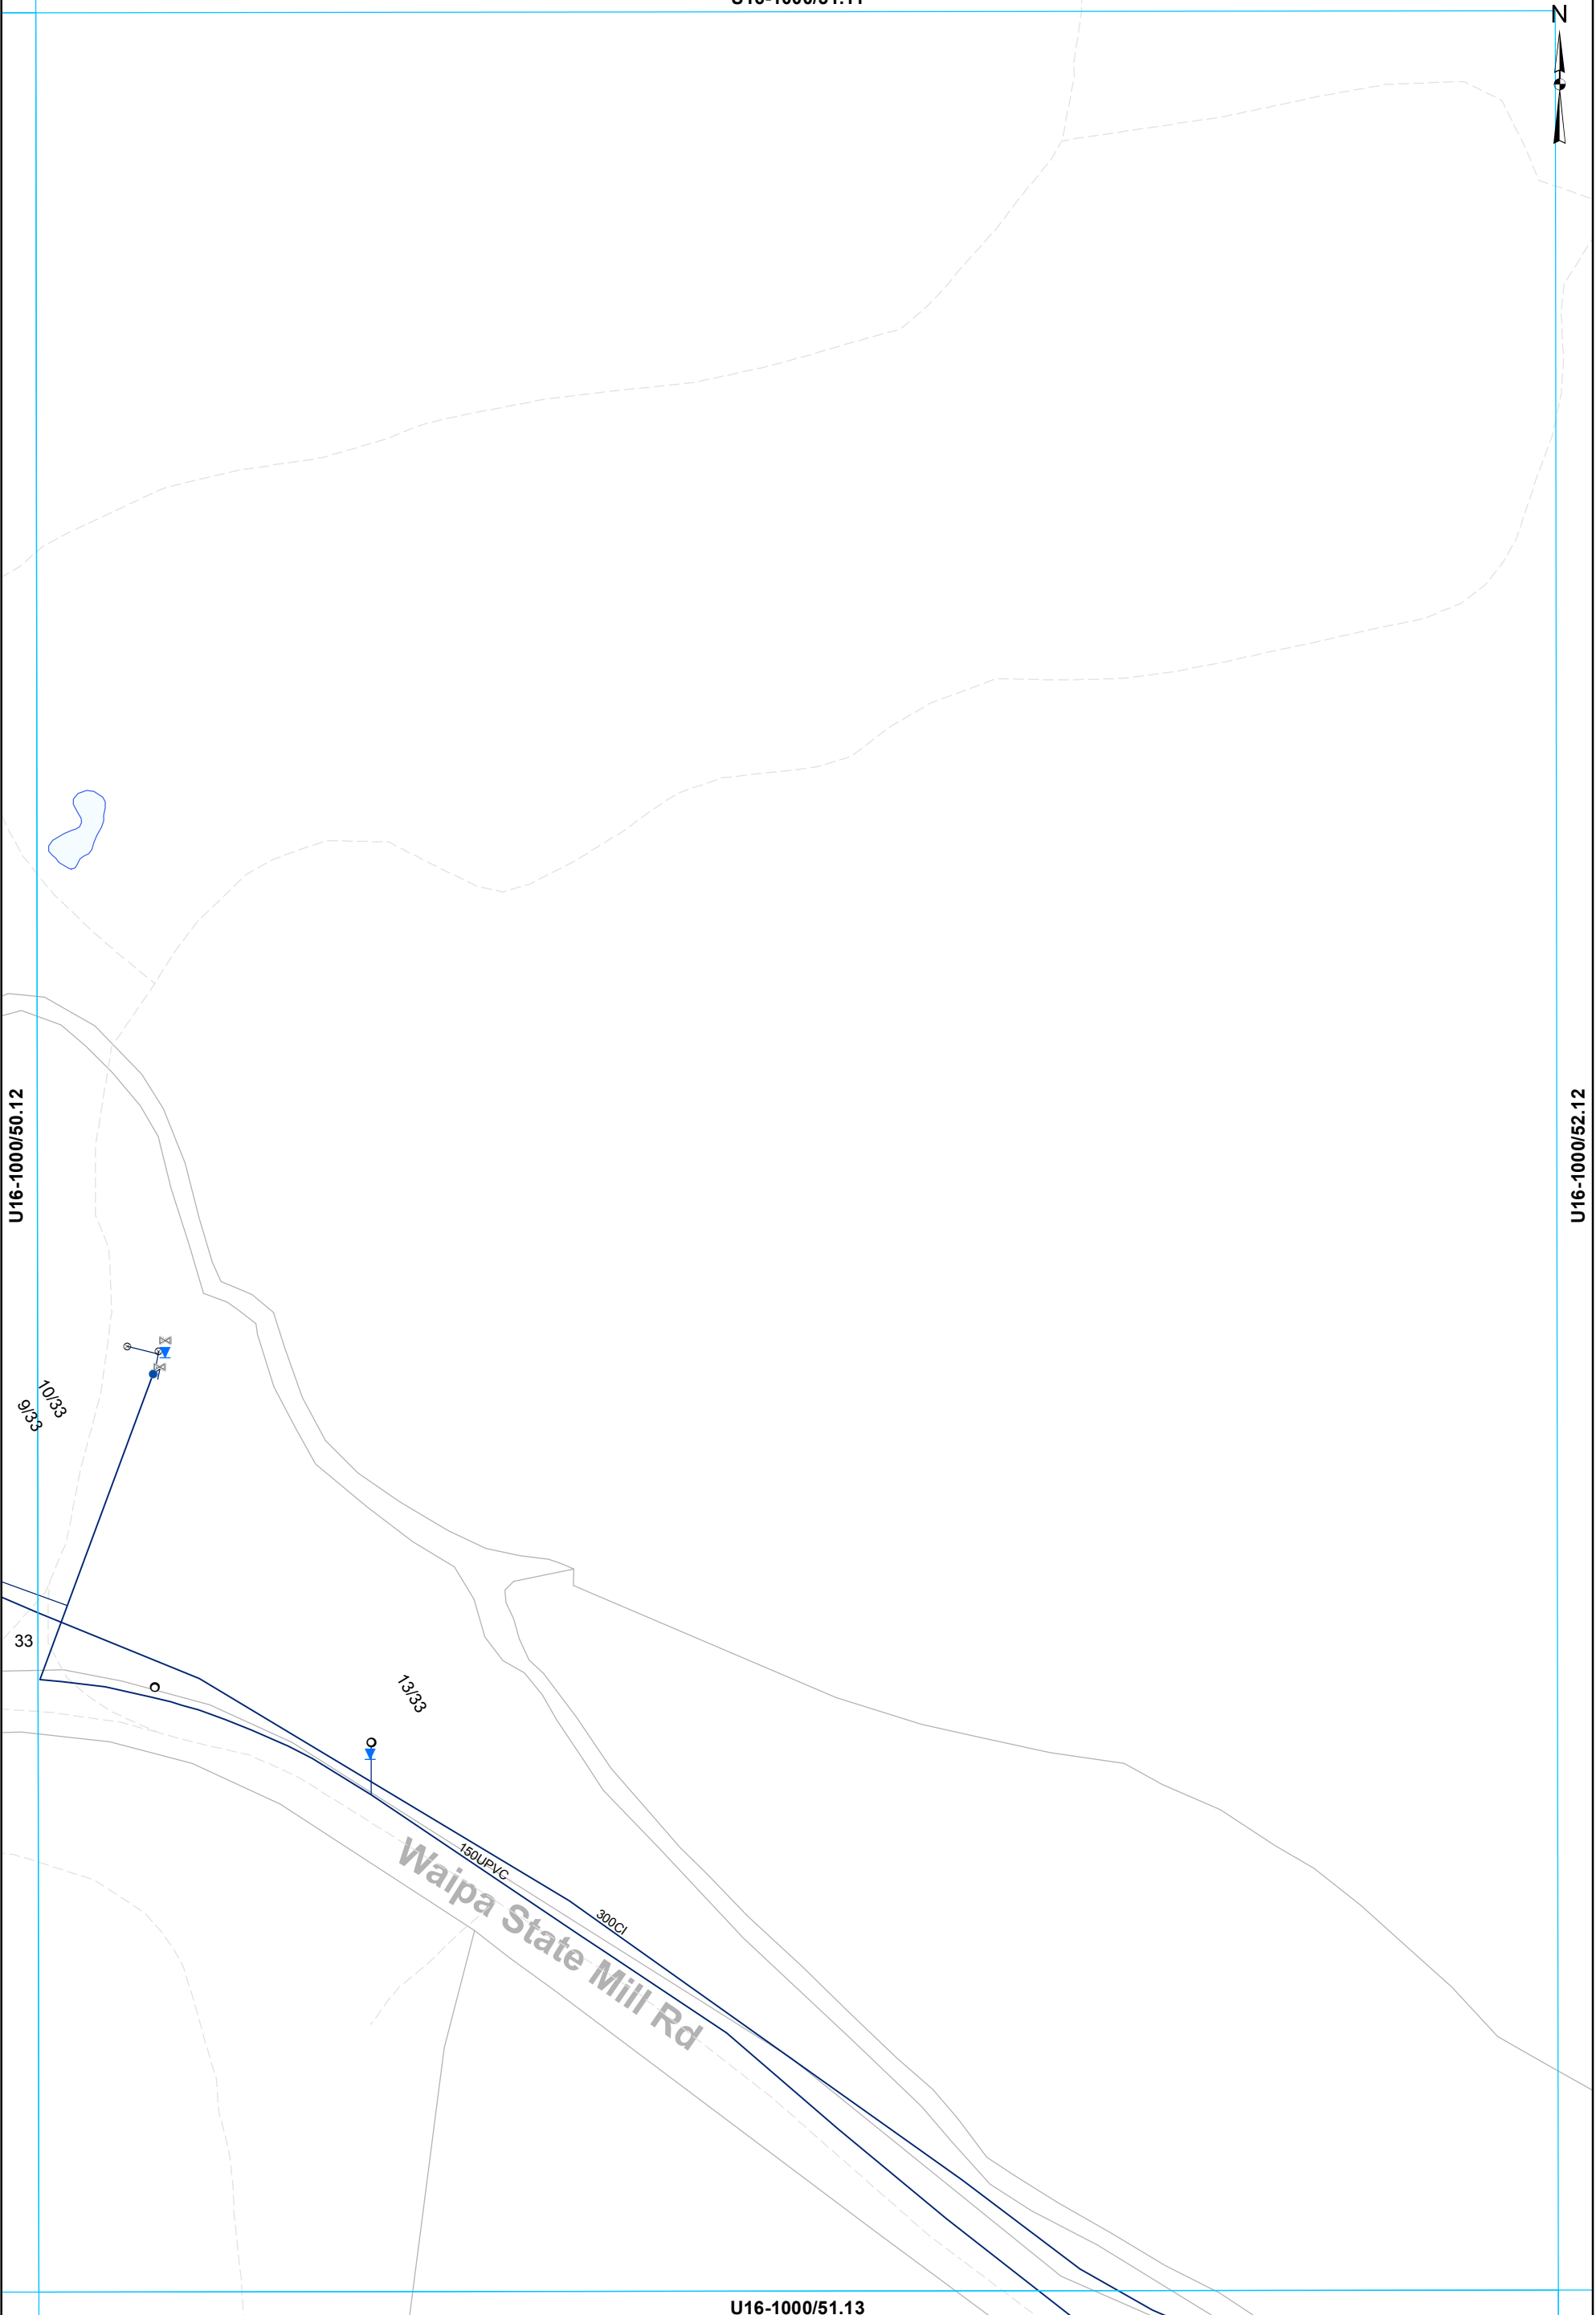 N
U16-1000/50.12
U16-1000/52.12
10/33
9/33
33
13/33
150UPVC
300CI
Waipa State Mill Rd
U16-1000/51.13